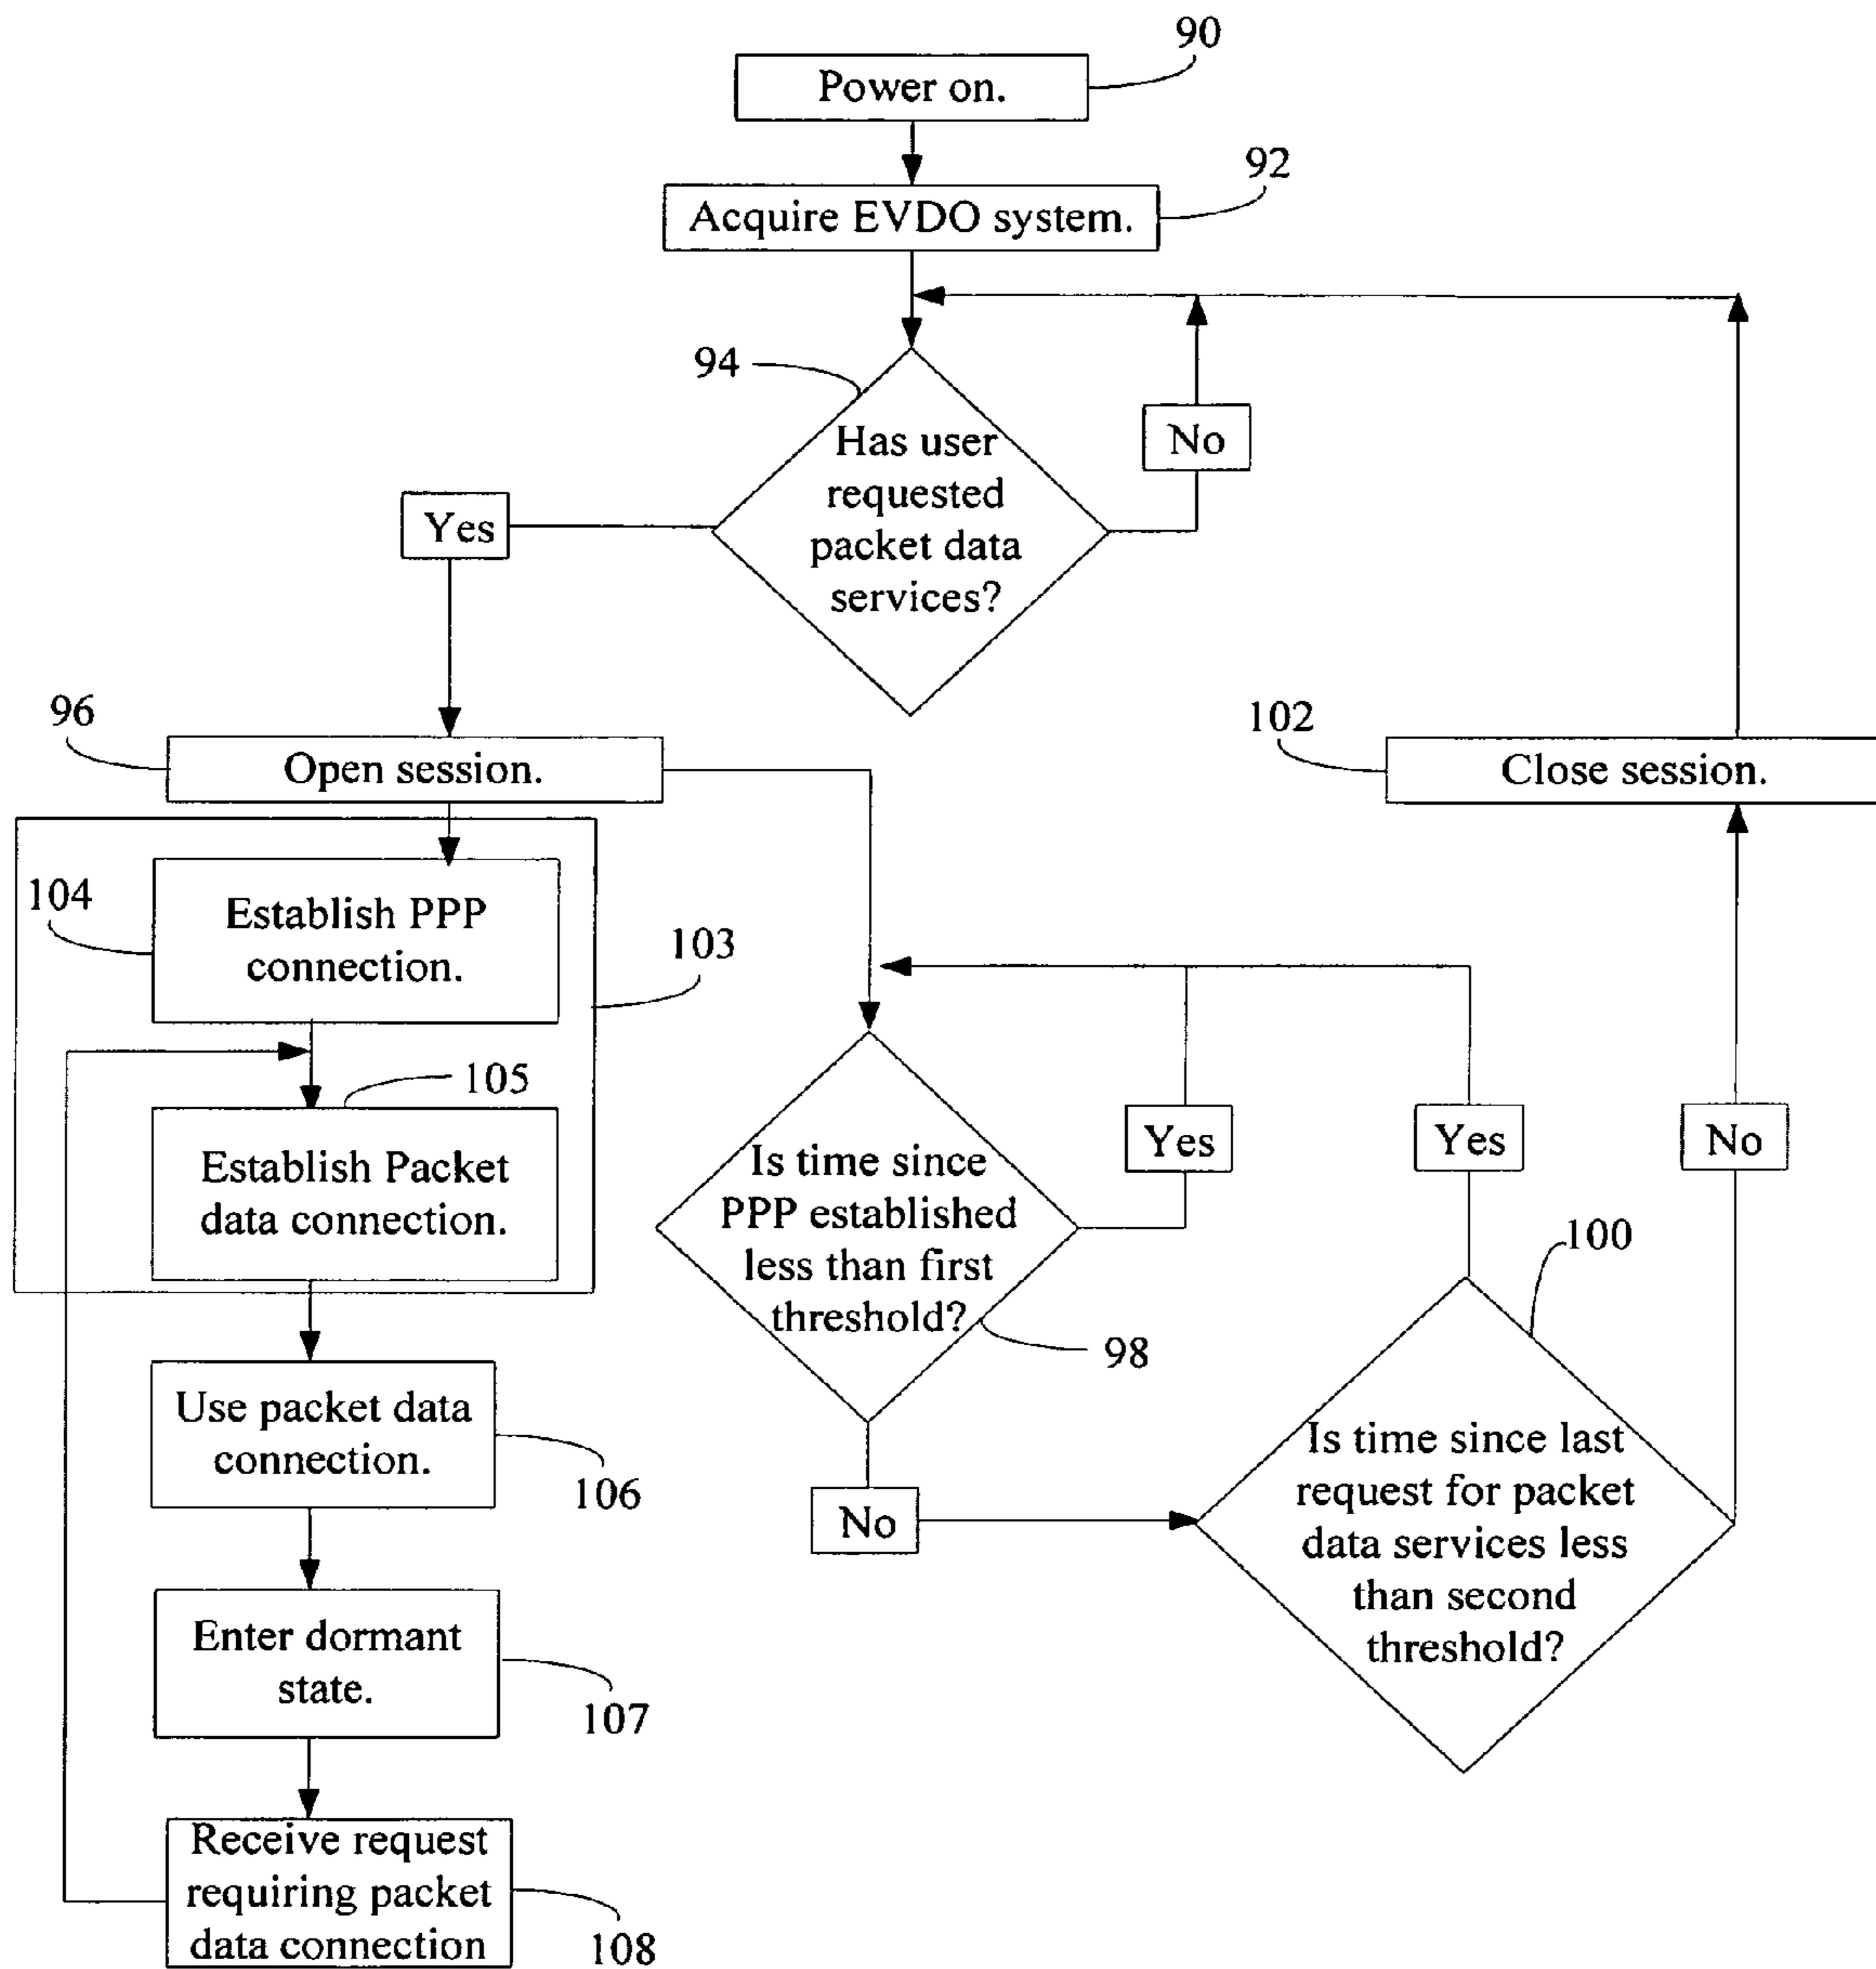 90
Power on.
92
Acquire EVDO system.
94
Has user
requested
packet data
services?
No
Yes
96
Open session.
102
Close session.
104
Establish PPP
connection.
103
105
Establish Packet
data connection.
Is time since
PPP established
less than first
threshold?
98
Yes
Yes
No
100
Use packet data
connection.
106
No
Is time since last
request for packet
data services less
than second
threshold?
Enter dormant
state.
107
Receive request
requiring packet
data connection
108